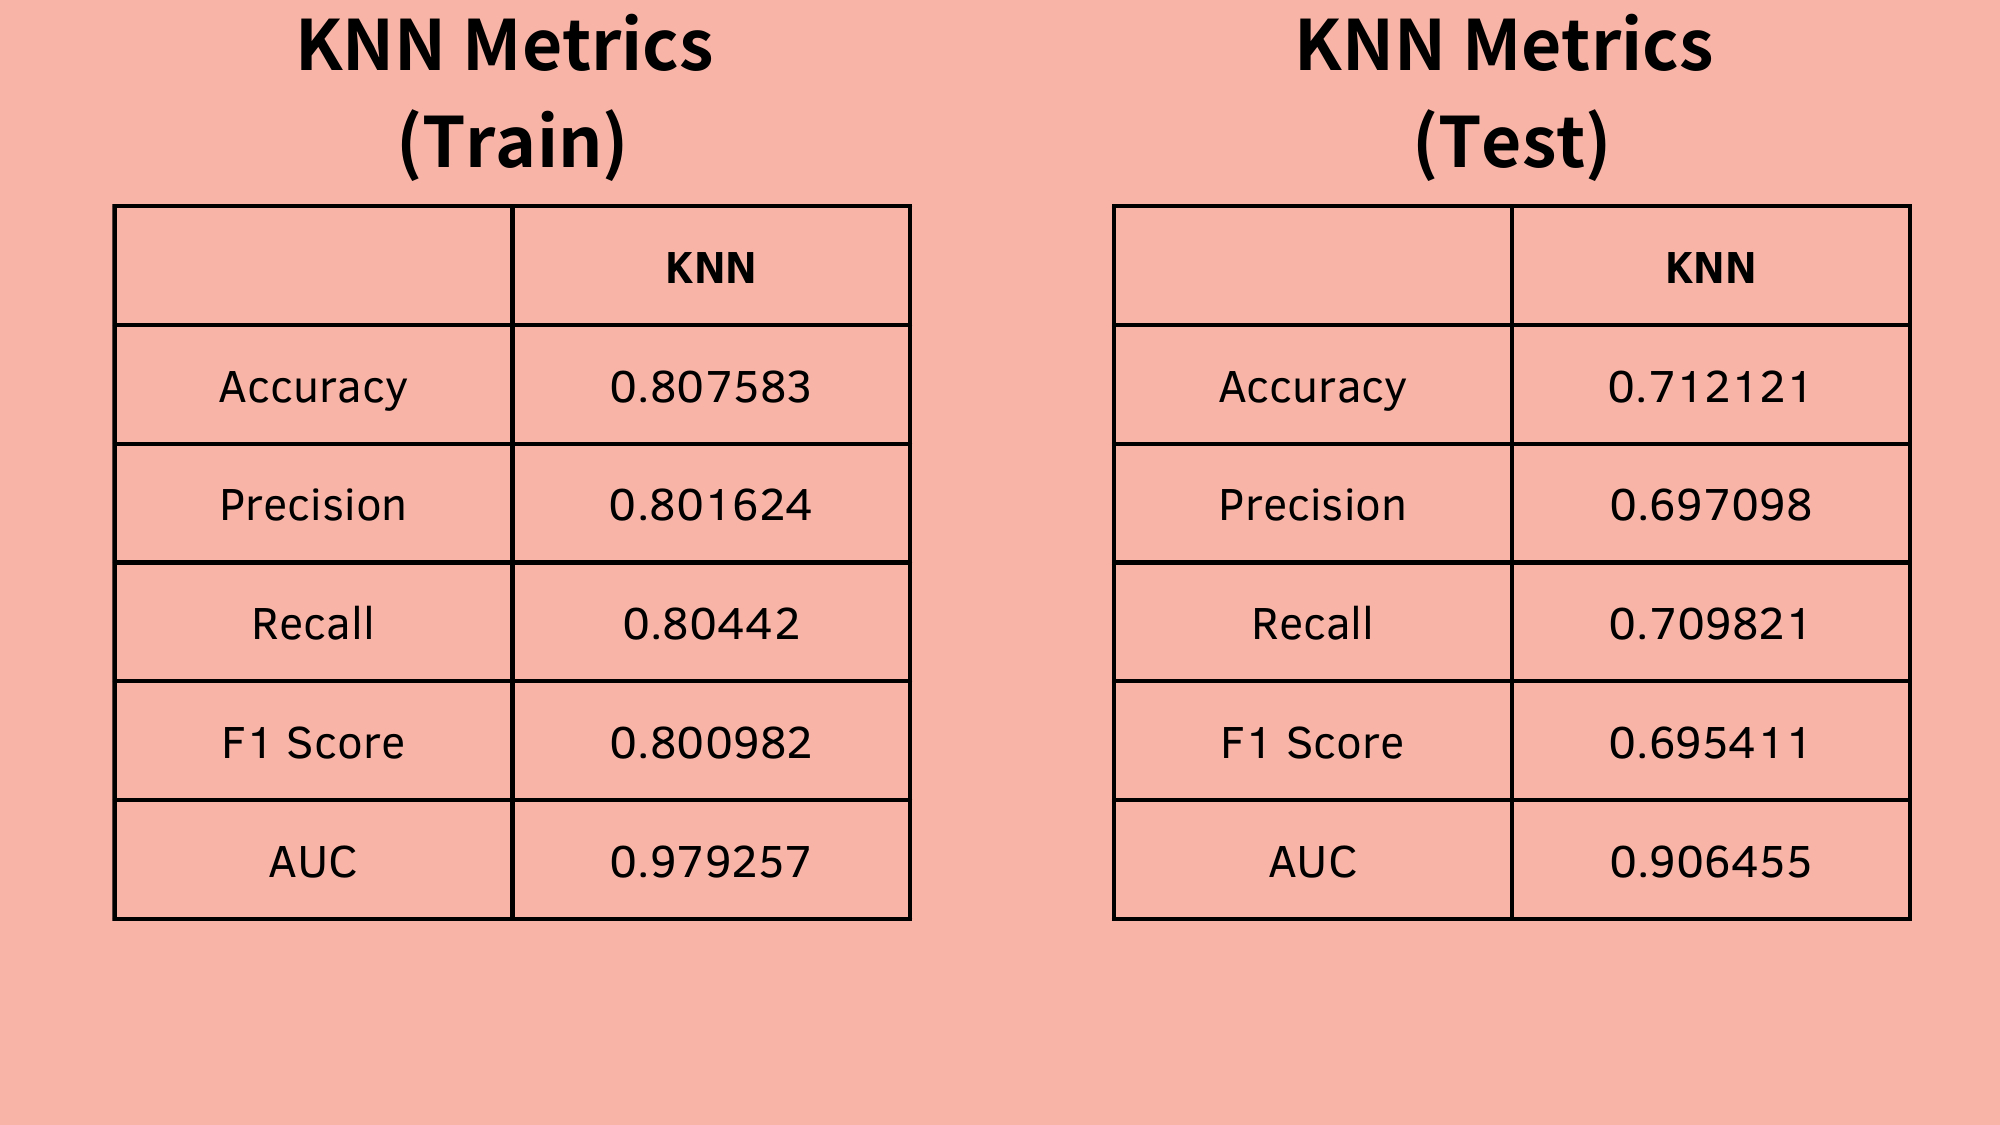 KNN Metrics
(Train)
KNN
Accuracy 0.807583
Precision 0.801624
Recall 0.80442
F1 Score 0.800982
AUC 0.979257
KNN Metrics
(Test)
KNN
Accuracy 0.712121
Precision 0.697098
Recall 0.709821
F1 Score 0.695411
AUC 0.906455